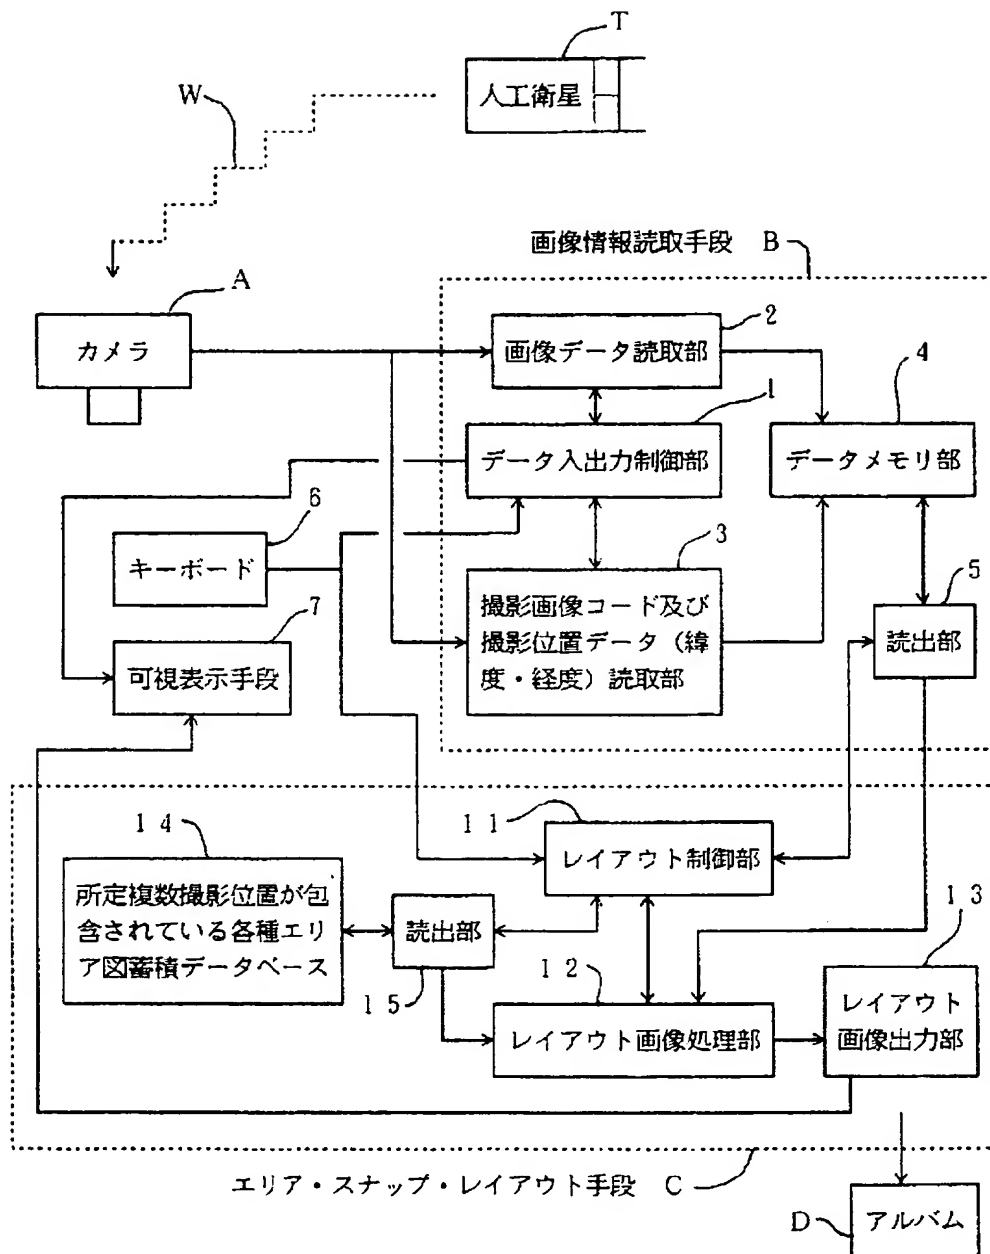 T
人工衛星
W
画像情報読取手段 B
A
カメラ
2
画像データ読取部
4
1
データ入出力制御部
データメモリ部
6
キーボード
3
撮影画像コード及び
撮影位置データ(緯
度・経度)読取部
5
読出部
7
可視表示手段
14
所定複数撮影位置が包
含されている各種エリ
ア図蓄積データベース
11
レイアウト制御部
読出部
15
12
レイアウト画像処理部
13
レイアウト
画像出力部
エリア・スナップ・レイアウト手段 C
D
アルバム